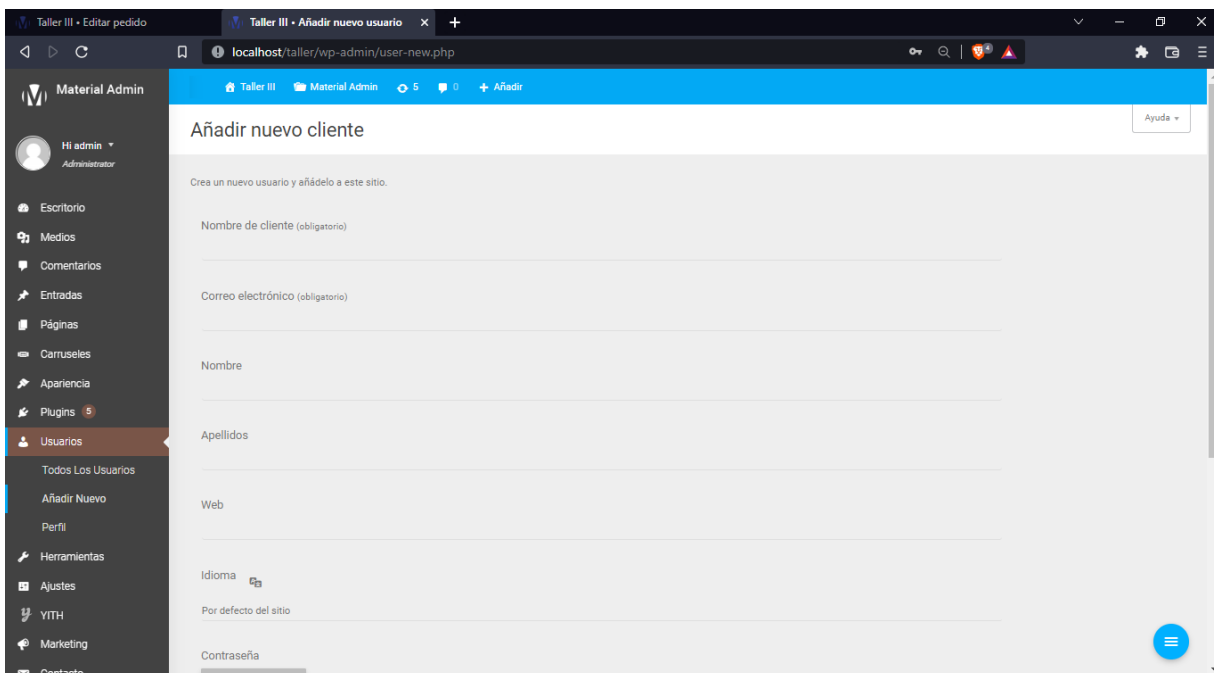 Taller III • Editar pedido
Taller III • Añadir nuevo usuario
localhost/taller/wp-admin/user-new.php
4
Material Admin
Taller III
Material Admin
5
0
Añadir
Añadir nuevo cliente
Ayuda
Hi admin
Administrator
Crea un nuevo usuario y añádelo a este sitio.
Escritorio
Medios
Comentarios
Entradas
Páginas
Carruseles
Apariencia
Plugins 5
Usuarios
Todos Los Usuarios
Añadir Nuevo
Perfil
Herramientas
Ajustes
YITH
Marketing
Contacto
Nombre de cliente (obligatorio)
Correo electrónico (obligatorio)
Nombre
Apellidos
Web
Idioma
Por defecto del sitio
Contraseña